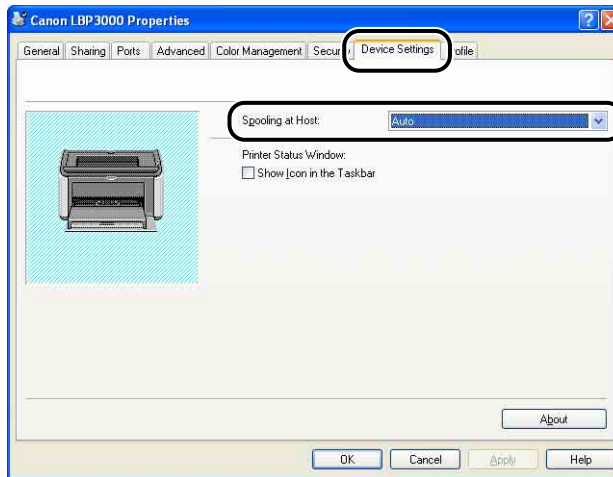 Canon LBP3000 Properties
General Sharing Ports Advanced Color Management Device Settings
Spooling at Host: Auto
Printer Status Window:
Show Icon in the Taskbar
About
OK Cancel Apply Help